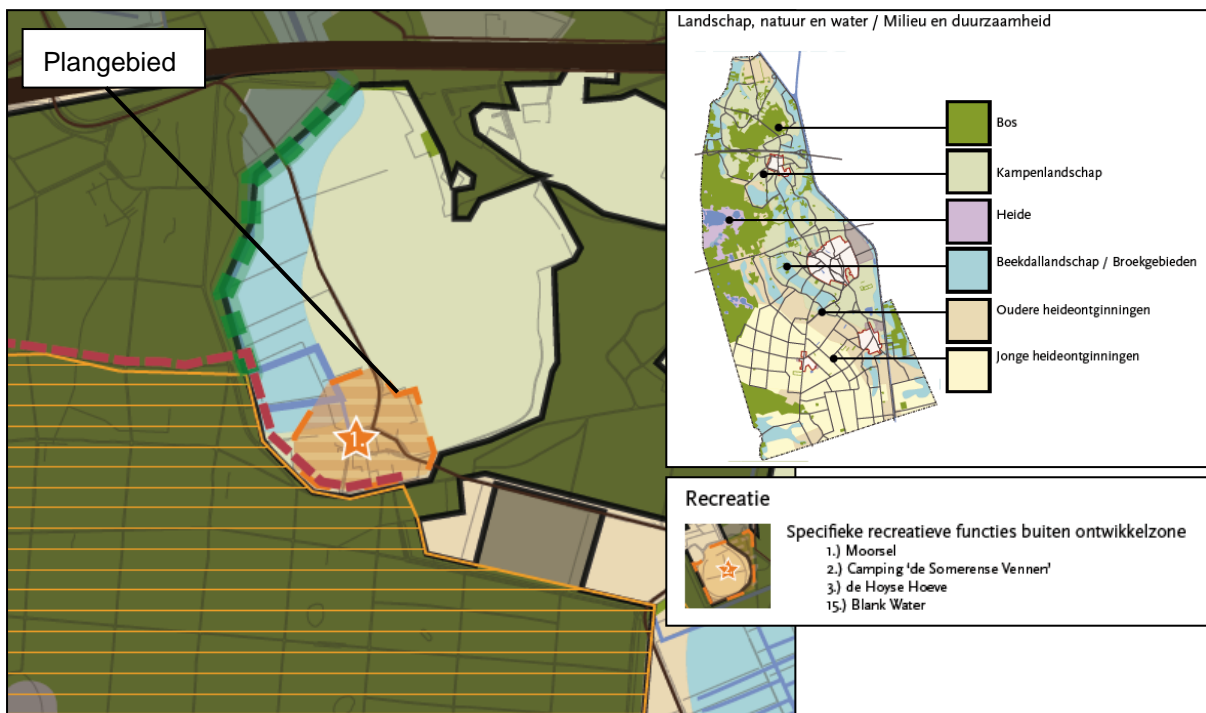 Plangebied
1.
Landschap, natuur en water / Milieu en duurzaamheid
Bos
Kampenlandschap
Heide
Beekdallandschap / Broekgebieden
Oudere heideontginningen
Jonge heideontginningen
Recreatie
2.
Specifieke recreatieve functies buiten ontwikkelzone
1.) Moorsel
2.) Camping 'de Somerense Vennen'
3.) de Hoyse Hoeve
15.) Blank Water